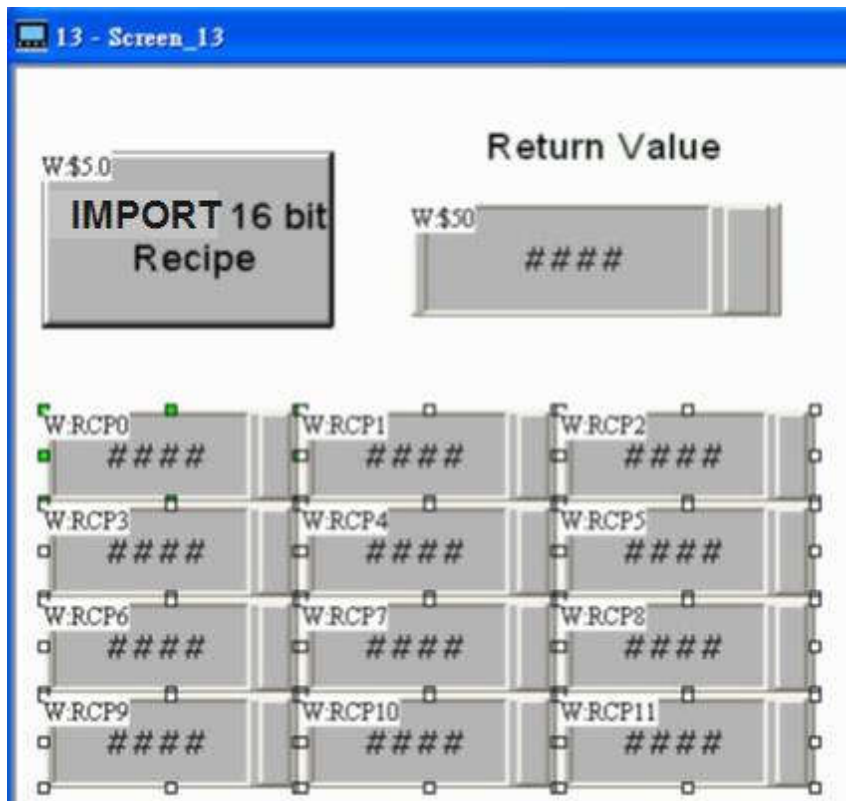 13 - Screen_13
Return Value
W:$5.0
IMPORT 16 bit
Recipe
W:$50
####
W:RCP0
####
W:RCP1
####
W:RCP2
####
W:RCP3
####
W:RCP4
####
W:RCP5
####
W:RCP6
####
W:RCP7
####
W:RCP8
####
W:RCP9
####
W:RCP10
####
W:RCP11
####